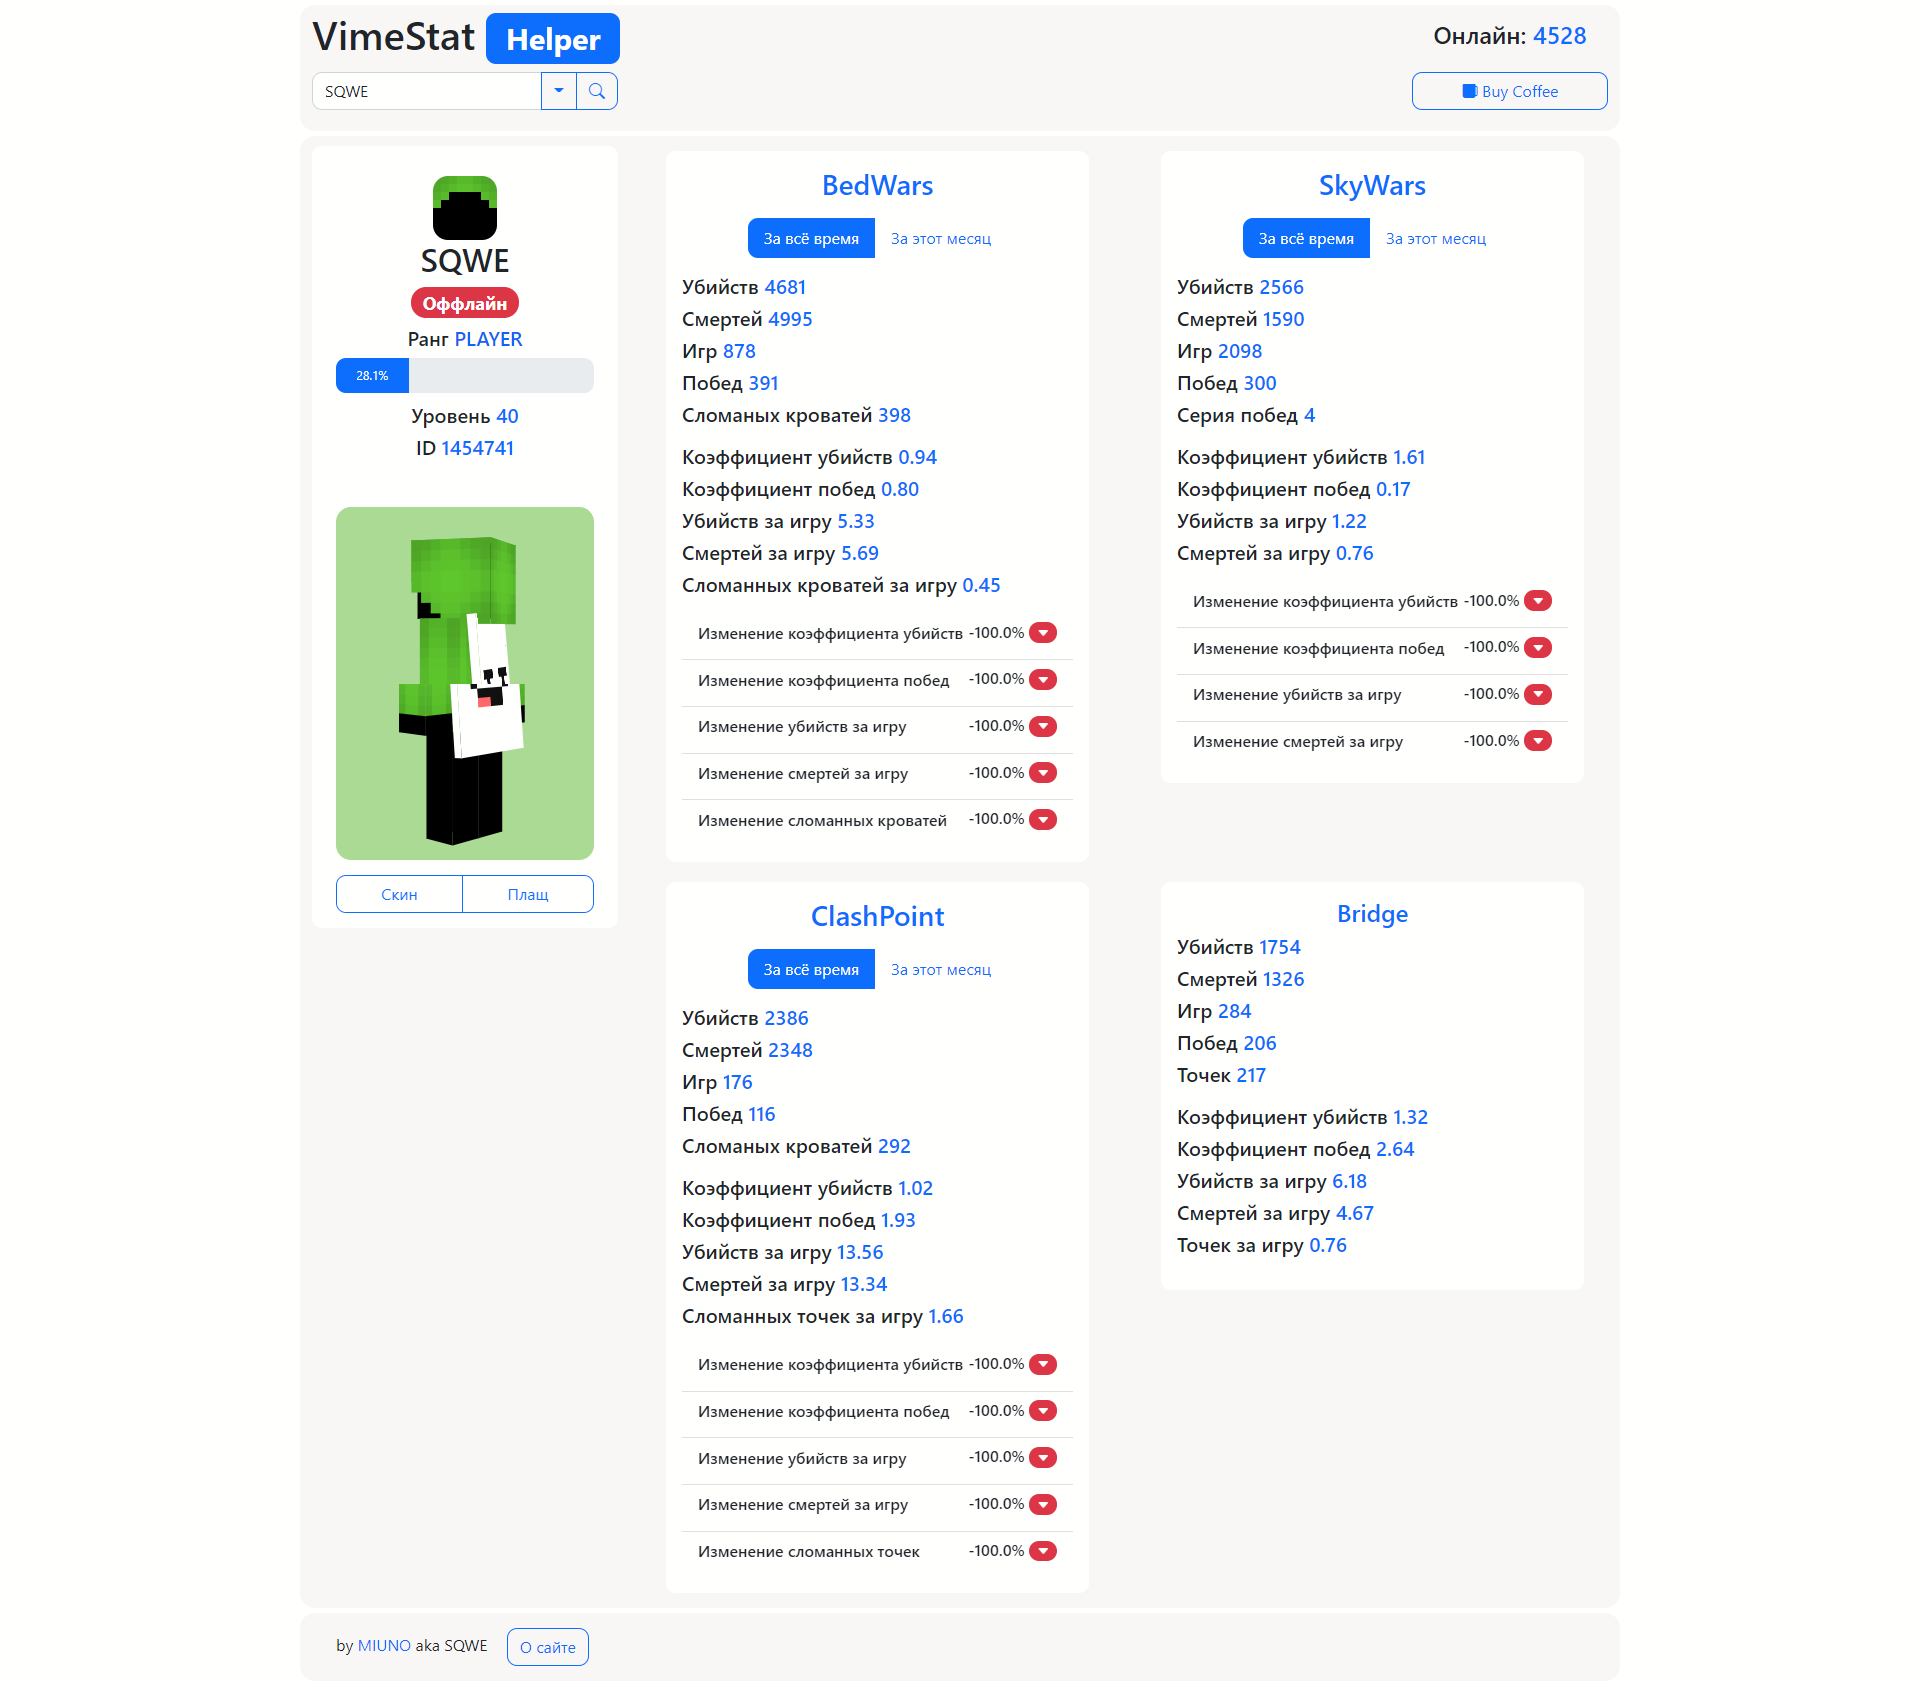 VimeStat Helper
Онлайн: 4528
SQWE
Buy Coffee
SQWE
Оффлайн
Ранг PLAYER
28.1%
Уровень 40
ID 1454741
Скин
Плащ
BedWars
За всё время
За этот месяц
Убийств 4681
Смертей 4995
Игр 878
Побед 391
Сломаных кроватей 398
Коэффициент убийств 0.94
Коэффициент побед 0.80
Убийств за игру 5.33
Смертей за игру 5.69
Сломанных кроватей за игру 0.45
Изменение коэффициента убийств -100.0%
Изменение коэффициента побед -100.0%
Изменение убийств за игру -100.0%
Изменение смертей за игру -100.0%
Изменение сломанных кроватей -100.0%
SkyWars
За всё время
За этот месяц
Убийств 2566
Смертей 1590
Игр 2098
Побед 300
Серия побед 4
Коэффициент убийств 1.61
Коэффициент побед 0.17
Убийств за игру 1.22
Смертей за игру 0.76
Изменение коэффициента убийств -100.0%
Изменение коэффициента побед -100.0%
Изменение убийств за игру -100.0%
Изменение смертей за игру -100.0%
ClashPoint
За всё время
За этот месяц
Убийств 2386
Смертей 2348
Игр 176
Побед 116
Сломаных кроватей 292
Коэффициент убийств 1.02
Коэффициент побед 1.93
Убийств за игру 13.56
Смертей за игру 13.34
Сломанных точек за игру 1.66
Изменение коэффициента убийств -100.0%
Изменение коэффициента побед -100.0%
Изменение убийств за игру -100.0%
Изменение смертей за игру -100.0%
Изменение сломанных точек -100.0%
Bridge
Убийств 1754
Смертей 1326
Игр 284
Побед 206
Точек 217
Коэффициент убийств 1.32
Коэффициент побед 2.64
Убийств за игру 6.18
Смертей за игру 4.67
Точек за игру 0.76
by MIUNO aka SQWE
О сайте